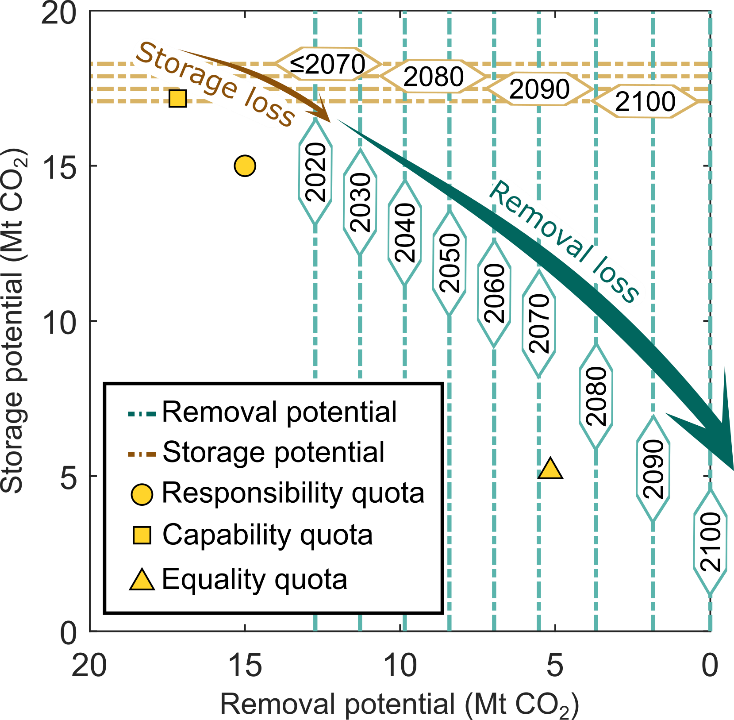 20
15
10
5
0
Storage potential (Mt CO₂)
Storage loss
≤2070
2080
2090
2100
2020
2030
2040
2050
2060
2070
2080
2090
2100
Removal loss
Removal potential
Storage potential
Responsibility quota
Capability quota
Equality quota
20 15 10 5 0
Removal potential (Mt CO₂)